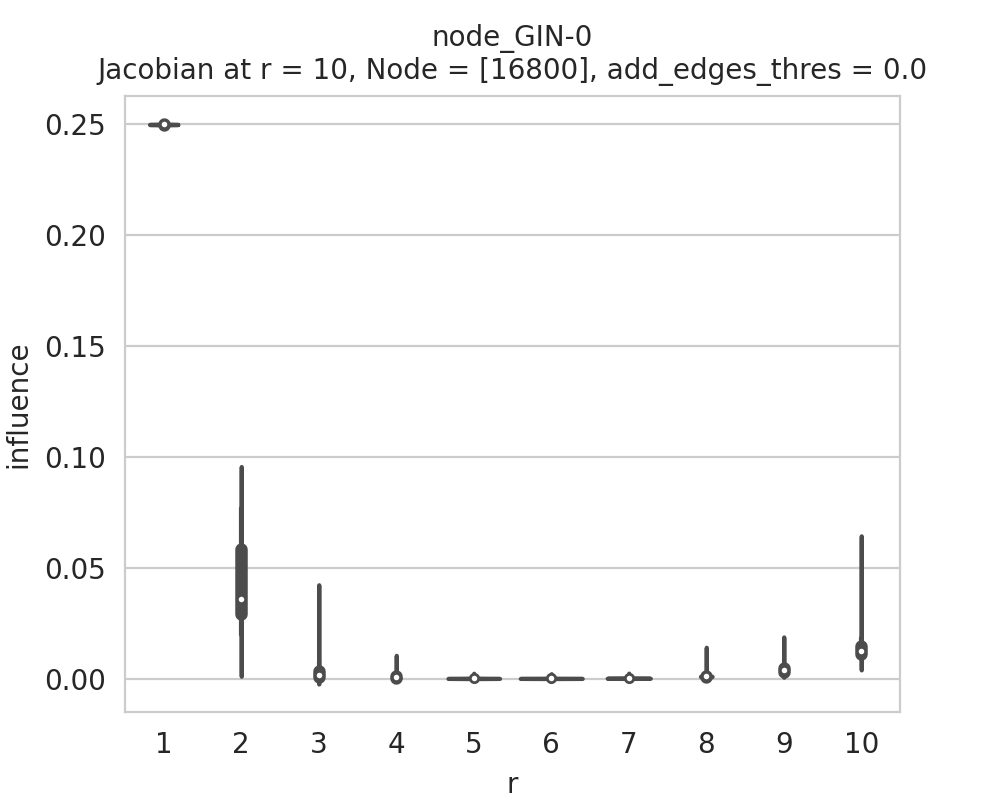 node_GIN-0
Jacobian at r = 10, Node = [16800], add_edges_thres = 0.0
0.25
0.20
0.15
0.10
0.05
0.00
influence
1 2 3 4 5 6 7 8 9 10
r